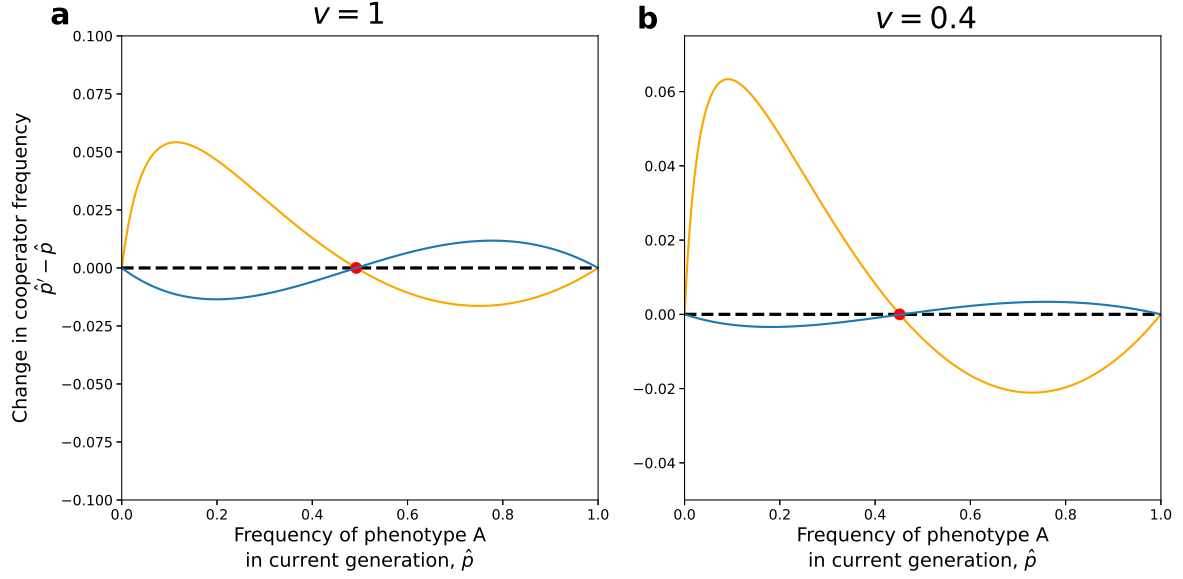 a
v = 1
Change in cooperator frequency
p̂′ − p̂
0.100
0.075
0.050
0.025
0.000
−0.025
−0.050
−0.075
−0.100
0.0 0.2 0.4 0.6 0.8 1.0
Frequency of phenotype A
in current generation, p̂
b
v = 0.4
0.06
0.04
0.02
0.00
−0.02
−0.04
0.0 0.2 0.4 0.6 0.8 1.0
Frequency of phenotype A
in current generation, p̂